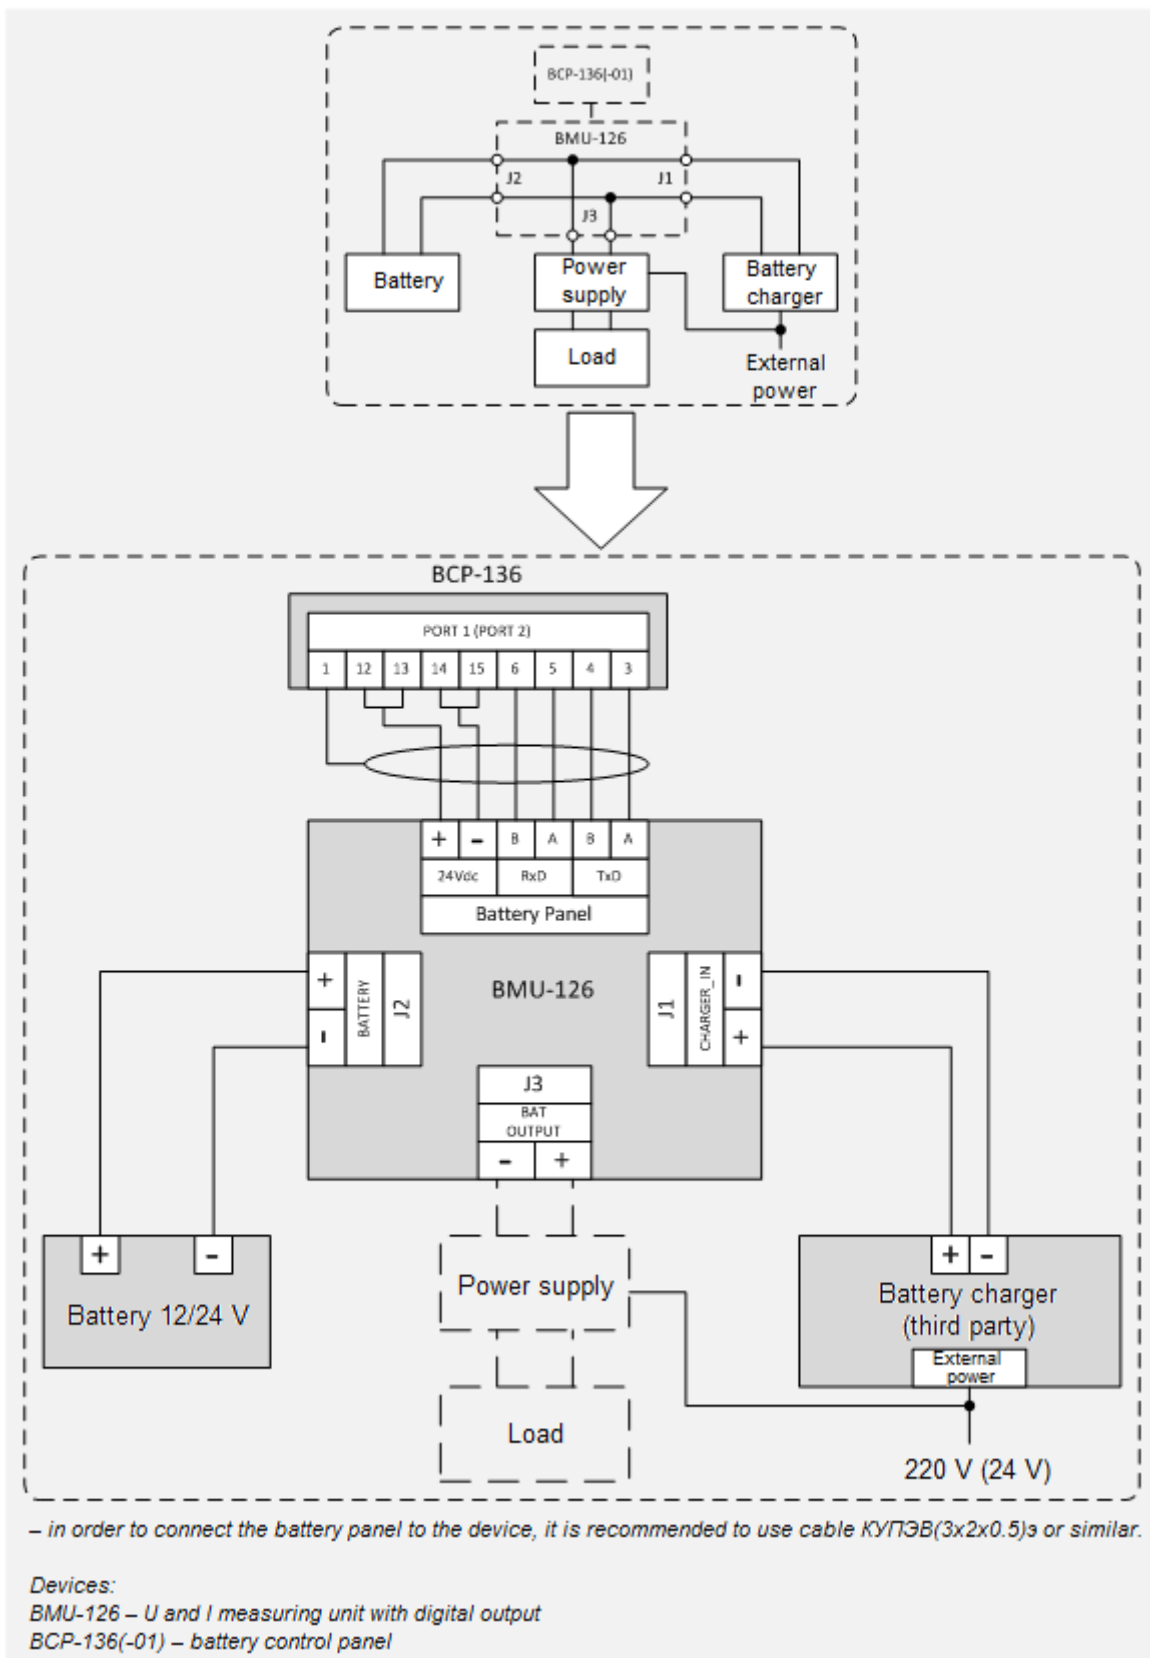 BCP-136(-01)
BMU-126
J2
J1
J3
Battery
Power
supply
Battery
charger
Load
External
power
BCP-136
PORT 1 (PORT 2)
1 12 13 14 15 6 5 4 3
+ - B A B A
24Vdc RxD TxD
Battery Panel
BMU-126
+
-
BATTERY
J2
J1
CHARGER_IN
-
+
J3
BAT
OUTPUT
- +
+ -
Battery 12/24 V
Power supply
Load
+ -
Battery charger
(third party)
External
power
220 V (24 V)
– in order to connect the battery panel to the device, it is recommended to use cable КУПЭВ(3x2x0.5)э or similar.
Devices:
BMU-126 – U and I measuring unit with digital output
BCP-136(-01) – battery control panel